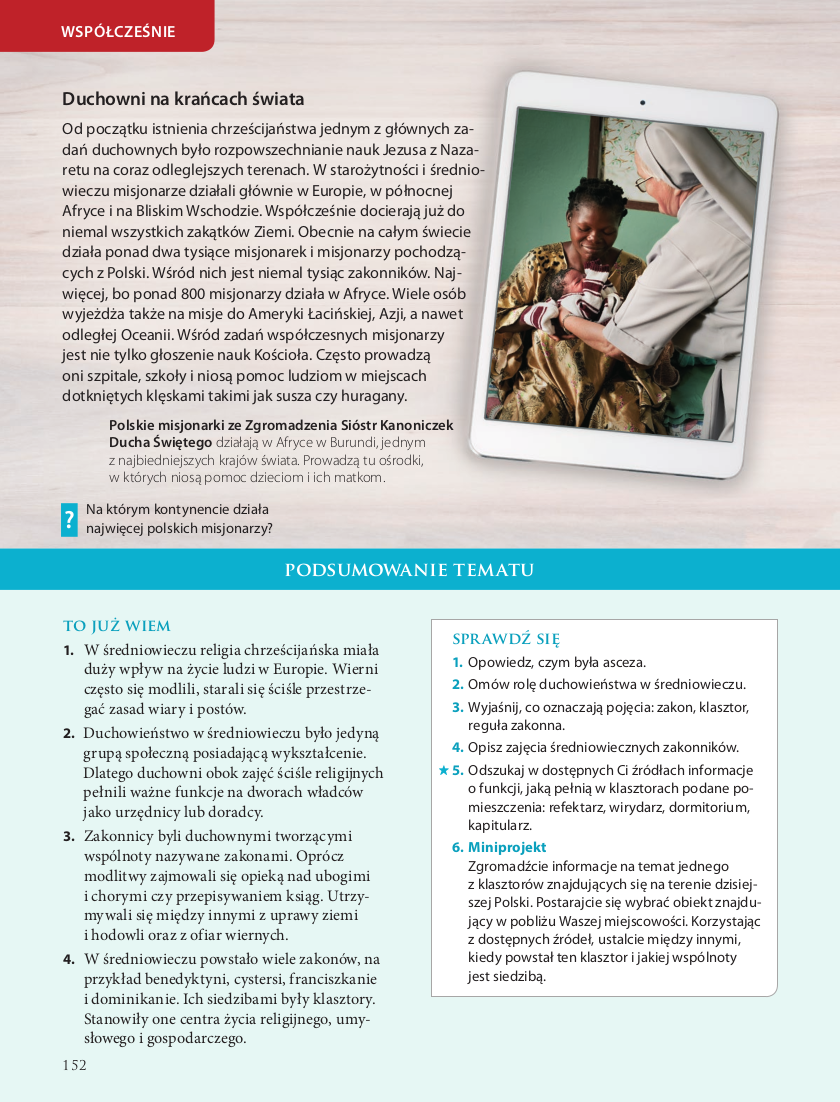 WSPÓŁCZEŚNIE
Duchowni na krańcach świata
Od początku istnienia chrześcijaństwa jednym z głównych za-
dań duchownych było rozpowszechnianie nauk Jezusa z Naza-
retu na coraz odleglejszych terenach. W starożytności i średnio-
wieczu misjonarze działali głównie w Europie, w północnej
Afryce i na Bliskim Wschodzie. Współcześnie docierają już do
niemal wszystkich zakątków Ziemi. Obecnie na całym świecie
działa ponad dwa tysiące misjonarek i misjonarzy pochodzą-
cych z Polski. Wśród nich jest niemal tysiąc zakonników. Naj-
więcej, bo ponad 800 misjonarzy działa w Afryce. Wiele osób
wyjeżdża także na misje do Ameryki Łacińskiej, Azji, a nawet
odległej Oceanii. Wśród zadań współczesnych misjonarzy
jest nie tylko głoszenie nauk Kościoła. Często prowadzą
oni szpitale, szkoły i niosą pomoc ludziom w miejscach
dotkniętych klęskami takimi jak susza czy huragany.
Polskie misjonarki ze Zgromadzenia Sióstr Kanoniczek
Ducha Świętego działają w Afryce w Burundi, jednym
z najbiedniejszych krajów świata. Prowadzą tu ośrodki,
w których niosą pomoc dzieciom i ich matkom.
? Na którym kontynencie działa
najwięcej polskich misjonarzy?
PODSUMOWANIE TEMATU
TO JUŻ WIEM
1. W średniowieczu religia chrześcijańska miała
duży wpływ na życie ludzi w Europie. Wierni
często się modlili, starali się ściśle przestrze-
gać zasad wiary i postów.
2. Duchowieństwo w średniowieczu było jedyną
grupą społeczną posiadającą wykształcenie.
Dlatego duchowni obok zajęć ściśle religijnych
pełnili ważne funkcje na dworach władców
jako urzędnicy lub doradcy.
3. Zakonnicy byli duchownymi tworzącymi
wspólnoty nazywane zakonami. Oprócz
modlitwy zajmowali się opieką nad ubogimi
i chorymi czy przepisywaniem ksiąg. Utrzy-
mywali się między innymi z uprawy ziemi
i hodowli oraz z ofiar wiernych.
4. W średniowieczu powstało wiele zakonów, na
przykład benedyktyni, cystersi, franciszkanie
i dominikanie. Ich siedzibami były klasztory.
Stanowiły one centra życia religijnego, umy-
słowego i gospodarczego.
SPRAWDŹ SIĘ
1. Opowiedz, czym była asceza.
2. Omów rolę duchowieństwa w średniowieczu.
3. Wyjaśnij, co oznaczają pojęcia: zakon, klasztor,
reguła zakonna.
4. Opisz zajęcia średniowiecznych zakonników.
★ 5. Odszukaj w dostępnych Ci źródłach informacje
o funkcji, jaką pełnią w klasztorach podane po-
mieszczenia: refektarz, wirydarz, dormitorium,
kapitularz.
6. Miniprojekt
Zgromadźcie informacje na temat jednego
z klasztorów znajdujących się na terenie dzisiej-
szej Polski. Postarajcie się wybrać obiekt znajdu-
jący w pobliżu Waszej miejscowości. Korzystając
z dostępnych źródeł, ustalcie między innymi,
kiedy powstał ten klasztor i jakiej wspólnoty
jest siedzibą.
152